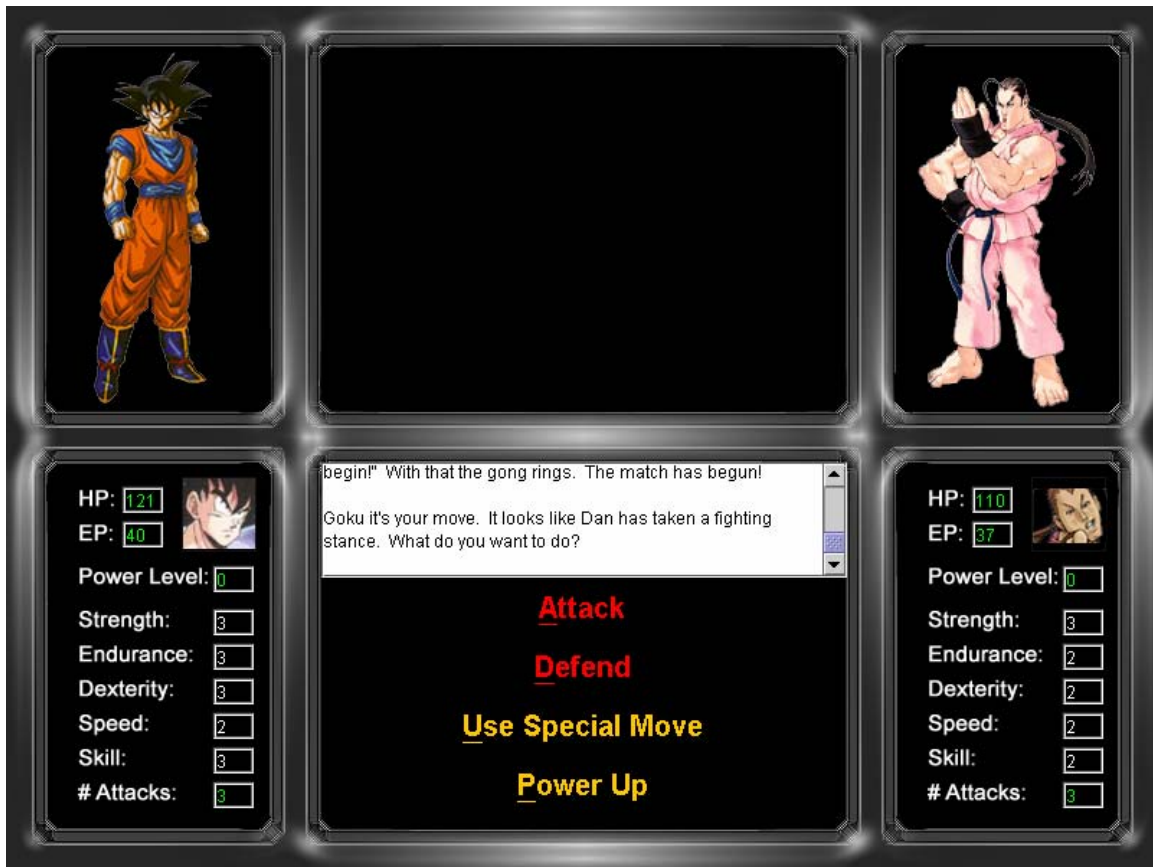 begin!"  With that the gong rings.  The match has begun!
Goku it's your move.  It looks like Dan has taken a fighting
stance.  What do you want to do?
HP: 121
EP: 40
Power Level: 0
Strength: 3
Endurance: 3
Dexterity: 3
Speed: 2
Skill: 3
# Attacks: 3
Attack
Defend
Use Special Move
Power Up
HP: 110
EP: 37
Power Level: 0
Strength: 3
Endurance: 2
Dexterity: 2
Speed: 2
Skill: 2
# Attacks: 3